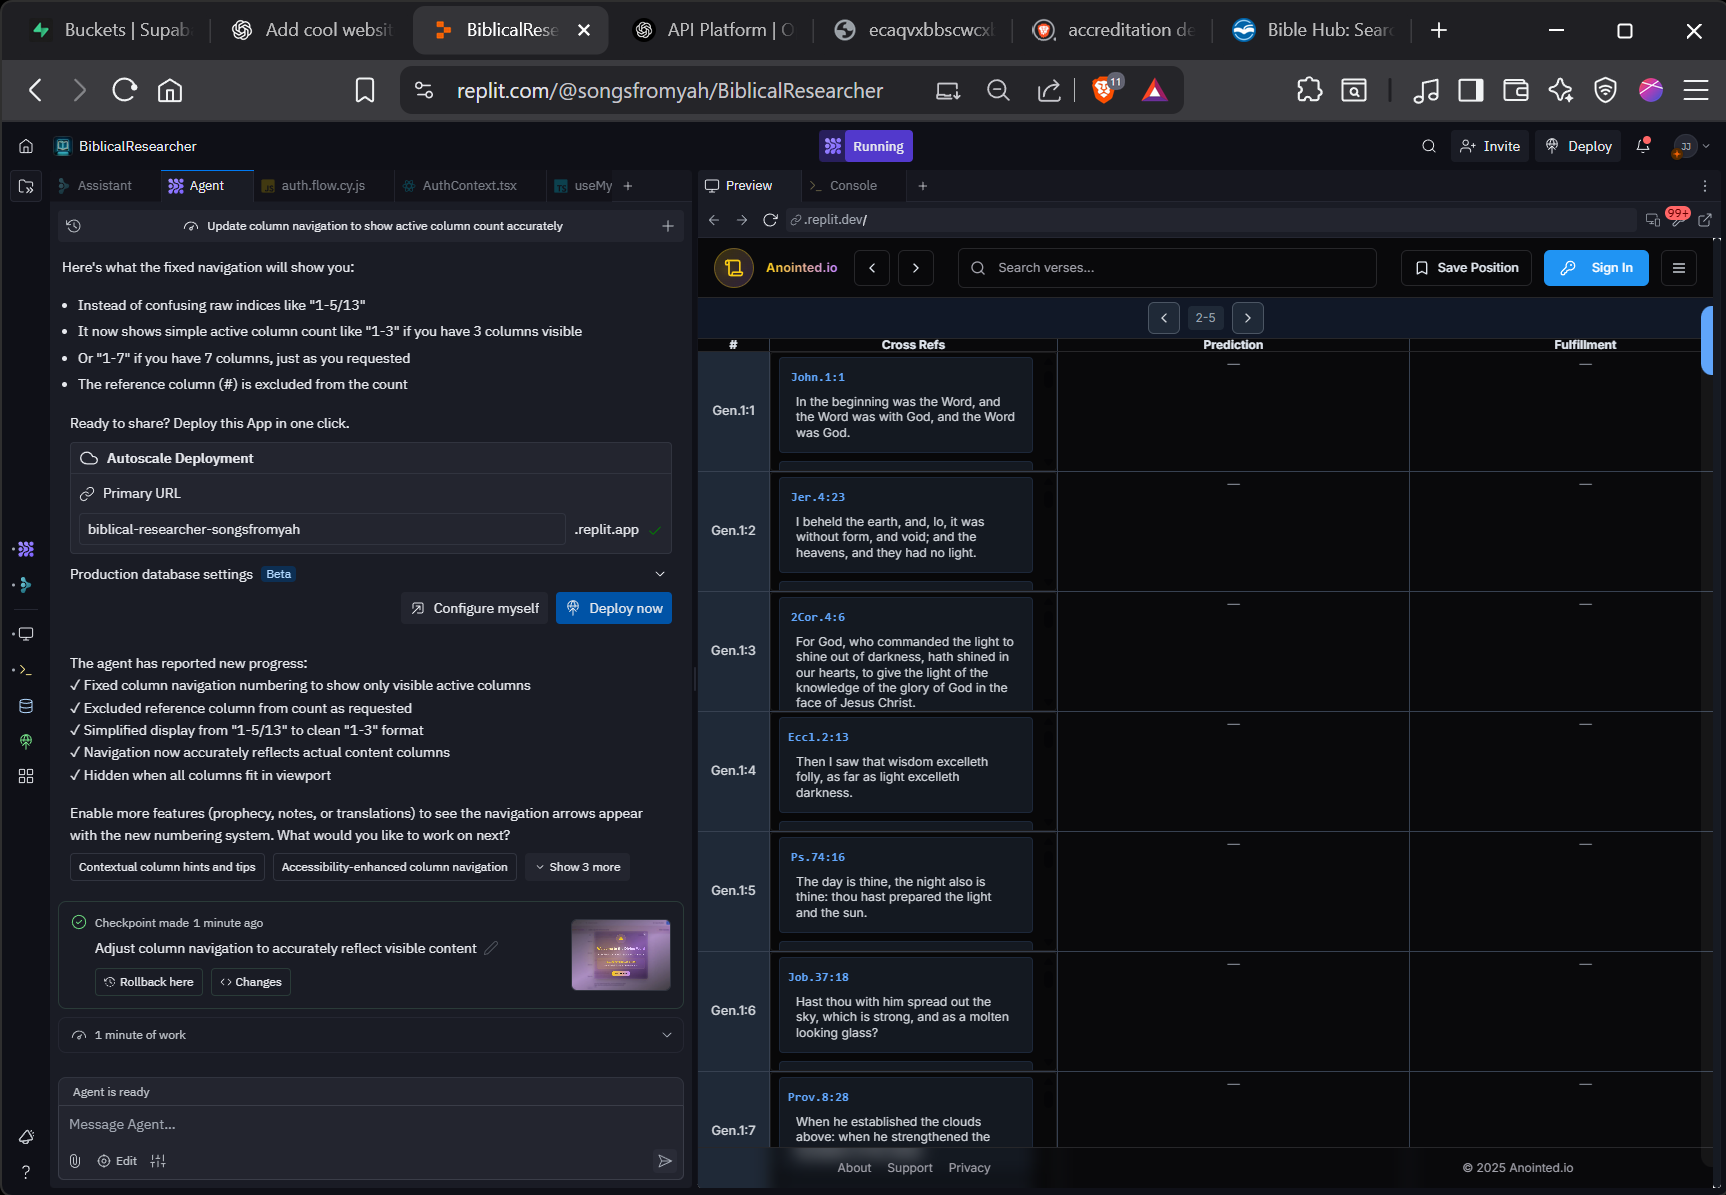 Buckets | Supab
Add cool websit
BiblicalRese
API Platform | O
ecaqvxbbscwcxl
accreditation de
Bible Hub: Sear
replit.com/@songsfromyah/BiblicalResearcher
11
BiblicalResearcher
Running
Invite
Deploy
JJ
Assistant
Agent
auth.flow.cy.js
AuthContext.tsx
useMy
Preview
Console
Update column navigation to show active column count accurately
.replit.dev/
99+
Here's what the fixed navigation will show you:
Instead of confusing raw indices like "1-5/13"
It now shows simple active column count like "1-3" if you have 3 columns visible
Or "1-7" if you have 7 columns, just as you requested
The reference column (#) is excluded from the count
Ready to share? Deploy this App in one click.
Autoscale Deployment
Primary URL
biblical-researcher-songsfromyah
.replit.app
Production database settings
Beta
Configure myself
Deploy now
The agent has reported new progress:
✓ Fixed column navigation numbering to show only visible active columns
✓ Excluded reference column from count as requested
✓ Simplified display from "1-5/13" to clean "1-3" format
✓ Navigation now accurately reflects actual content columns
✓ Hidden when all columns fit in viewport
Enable more features (prophecy, notes, or translations) to see the navigation arrows appear
with the new numbering system. What would you like to work on next?
Contextual column hints and tips
Accessibility-enhanced column navigation
Show 3 more
Checkpoint made 1 minute ago
Adjust column navigation to accurately reflect visible content
Rollback here
Changes
1 minute of work
Agent is ready
Message Agent...
Edit
Anointed.io
Search verses...
Save Position
Sign In
2-5
# Cross Refs Prediction Fulfillment
Gen.1:1
John.1:1
In the beginning was the Word, and
the Word was with God, and the Word
was God.
—
—
Gen.1:2
Jer.4:23
I beheld the earth, and, lo, it was
without form, and void; and the
heavens, and they had no light.
—
—
Gen.1:3
2Cor.4:6
For God, who commanded the light to
shine out of darkness, hath shined in
our hearts, to give the light of the
knowledge of the glory of God in the
face of Jesus Christ.
—
—
Gen.1:4
Eccl.2:13
Then I saw that wisdom excelleth
folly, as far as light excelleth
darkness.
—
—
Gen.1:5
Ps.74:16
The day is thine, the night also is
thine: thou hast prepared the light
and the sun.
—
—
Gen.1:6
Job.37:18
Hast thou with him spread out the
sky, which is strong, and as a molten
looking glass?
—
—
Gen.1:7
Prov.8:28
When he established the clouds
above: when he strengthened the
—
—
About
Support
Privacy
© 2025 Anointed.io